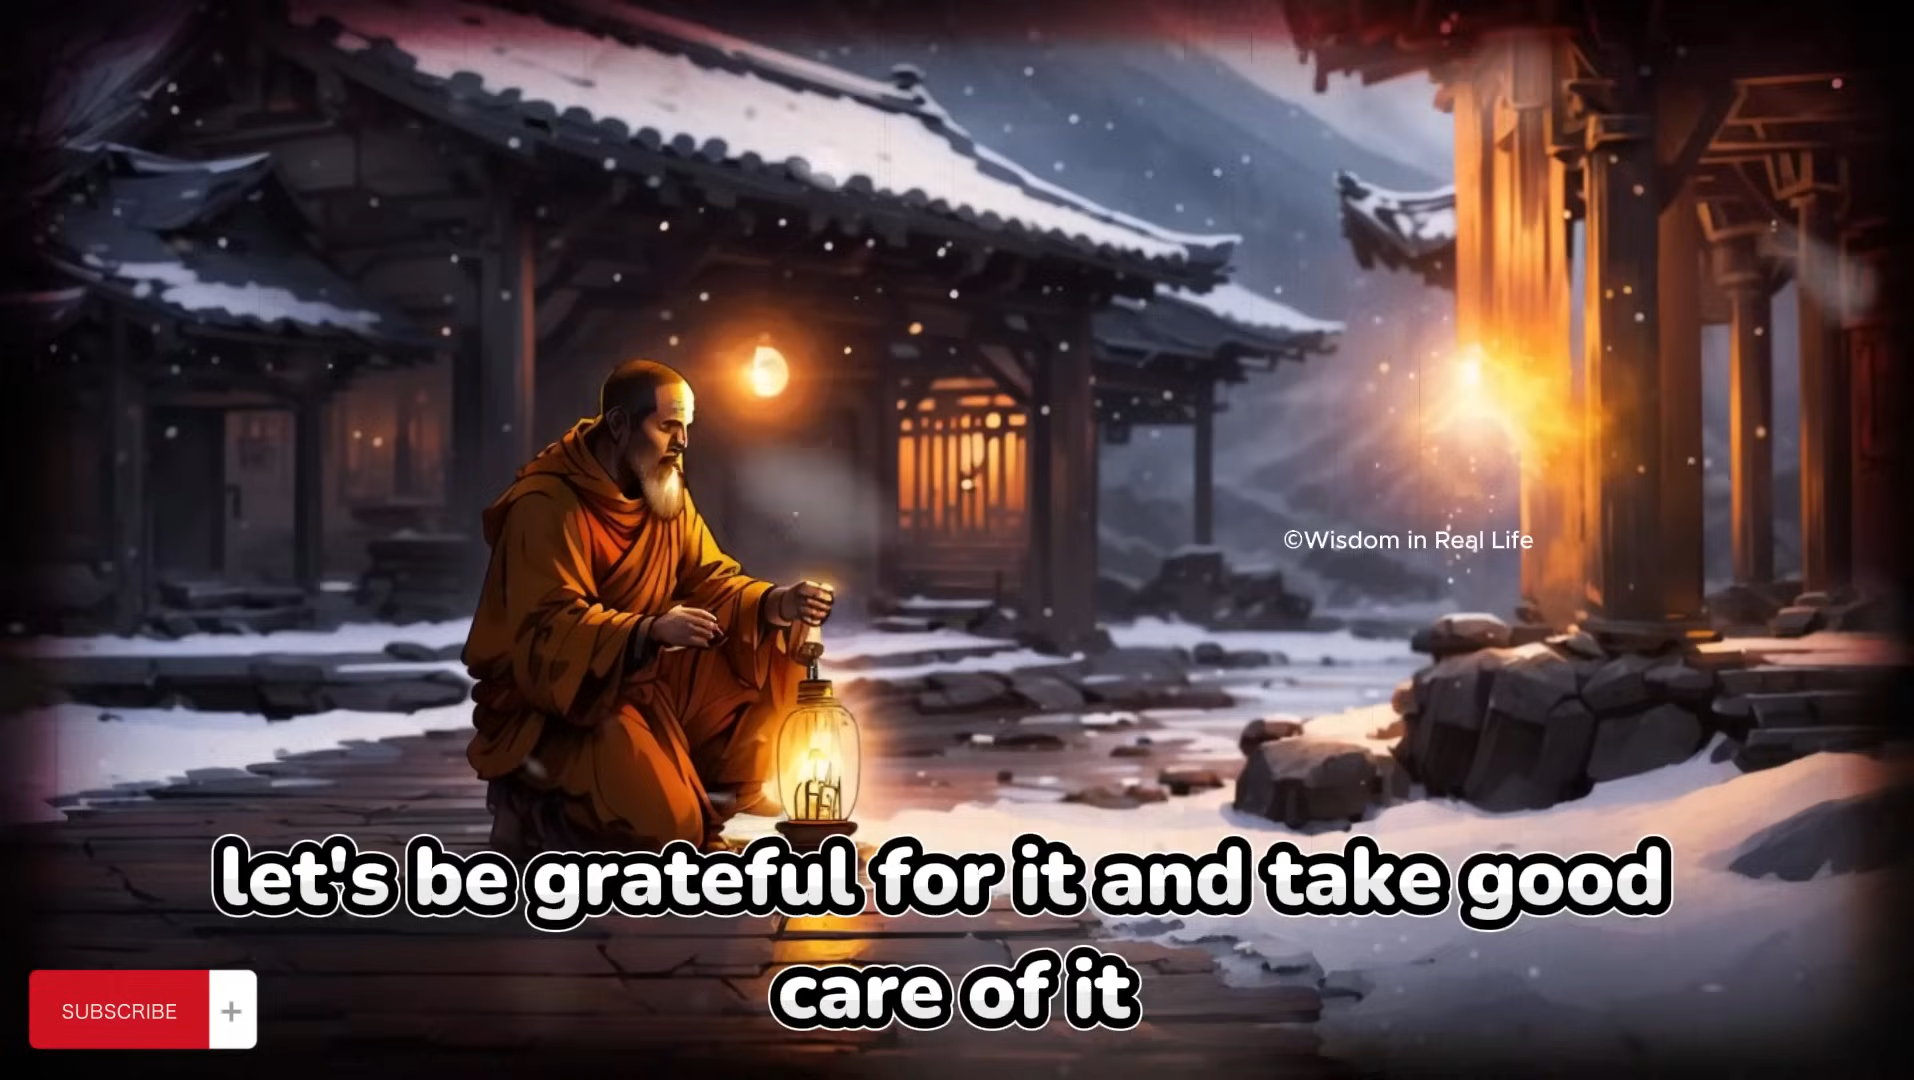 ©Wisdom in Real Life
let's be grateful for it and take good
care of it
SUBSCRIBE +